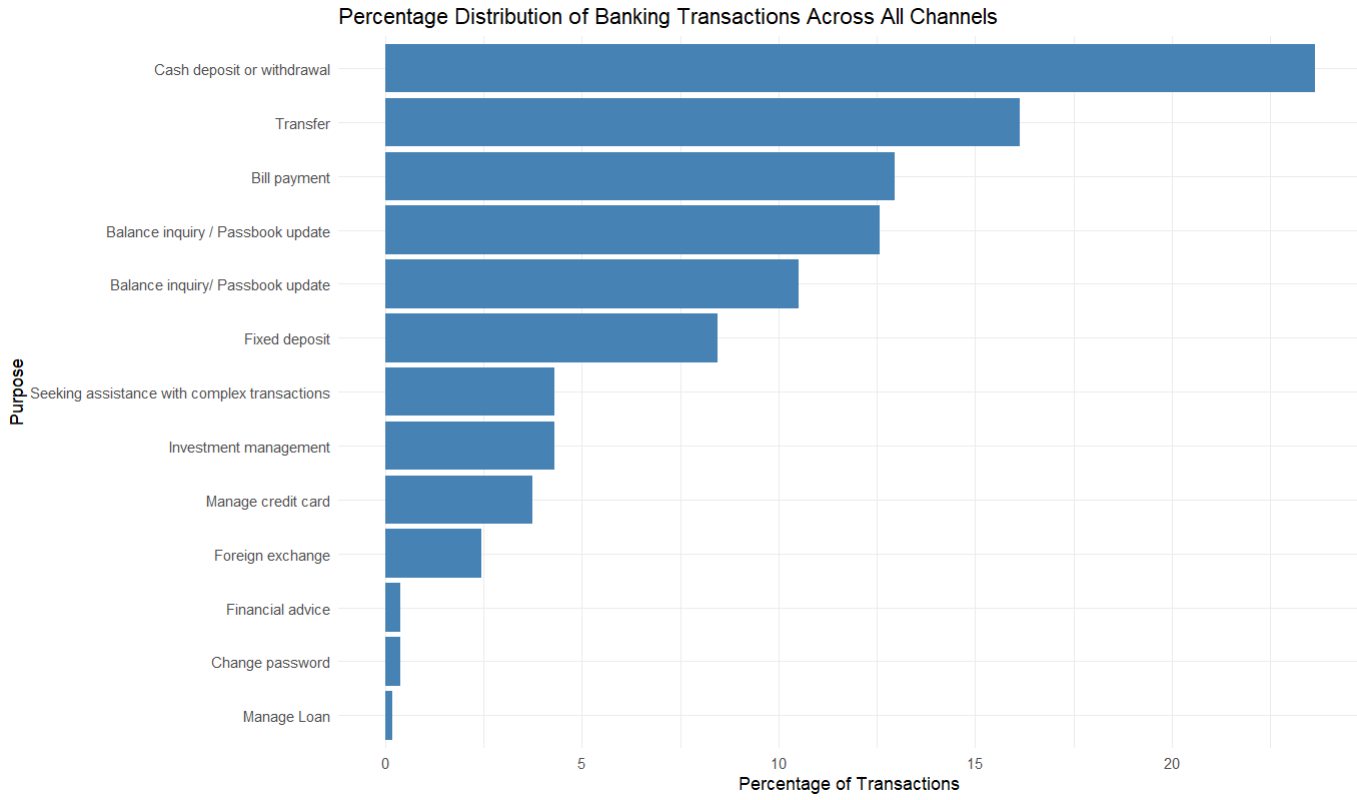 Percentage Distribution of Banking Transactions Across All Channels
Cash deposit or withdrawal
Transfer
Bill payment
Balance inquiry / Passbook update
Balance inquiry/ Passbook update
Fixed deposit
Seeking assistance with complex transactions
Investment management
Manage credit card
Foreign exchange
Financial advice
Change password
Manage Loan
Purpose
0 5 10 15 20
Percentage of Transactions